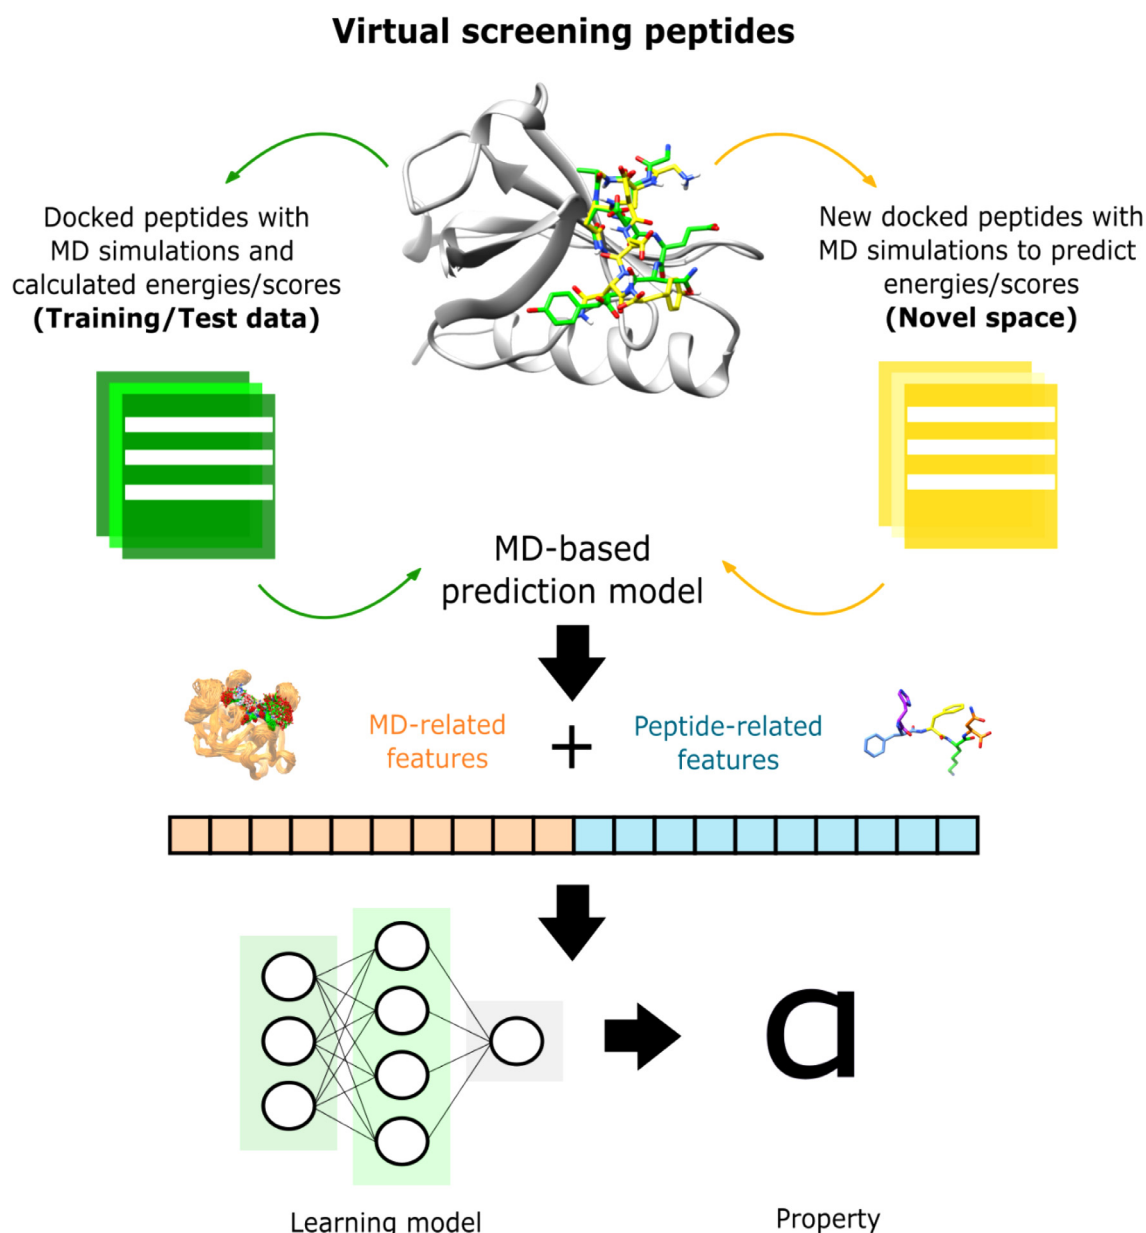 Virtual screening peptides
Docked peptides with
MD simulations and
calculated energies/scores
(Training/Test data)
New docked peptides with
MD simulations to predict
energies/scores
(Novel space)
MD-based
prediction model
MD-related
features
+
Peptide-related
features
a
Learning model
Property